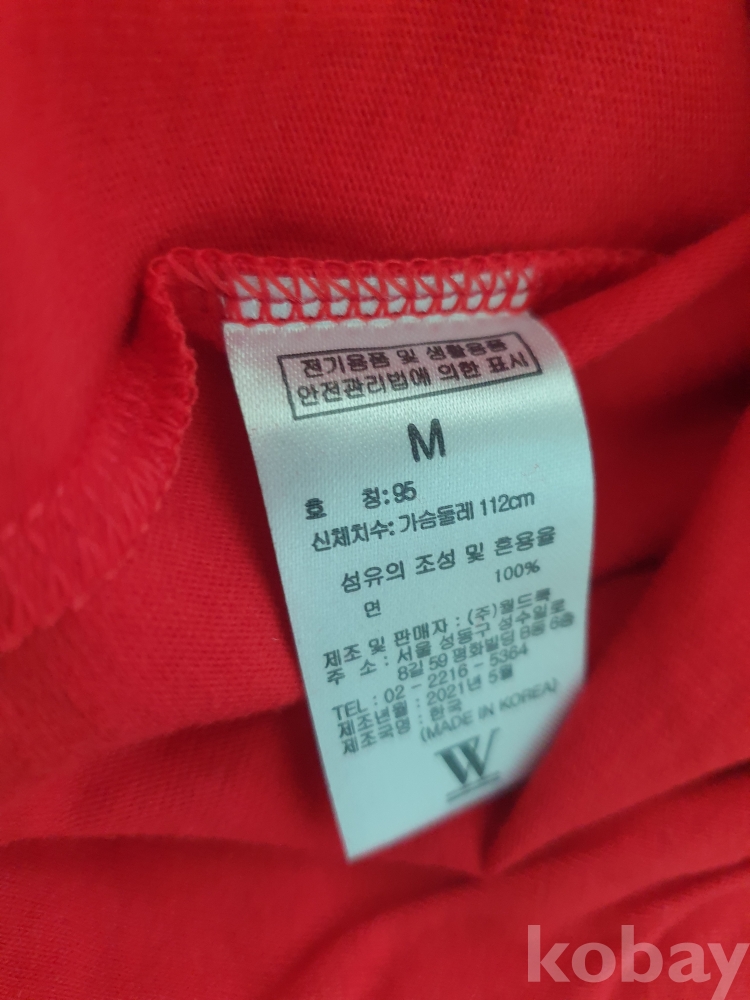 전기용품 및 생활용품
안전관리법에 의한 표시
M
호 칭:95
신체치수: 가슴둘레 112cm
섬유의 조성 및 혼용율
면 100%
제조 및 판매자 : (주)월드룩
주 소 : 서울 성동구 성수일로
8길 59 평화빌딩 B동 6층
TEL : 02 - 2216 - 5364
제조년월 : 2021년 5월
제조국명 : 한국
(MADE IN KOREA)
W
kobay